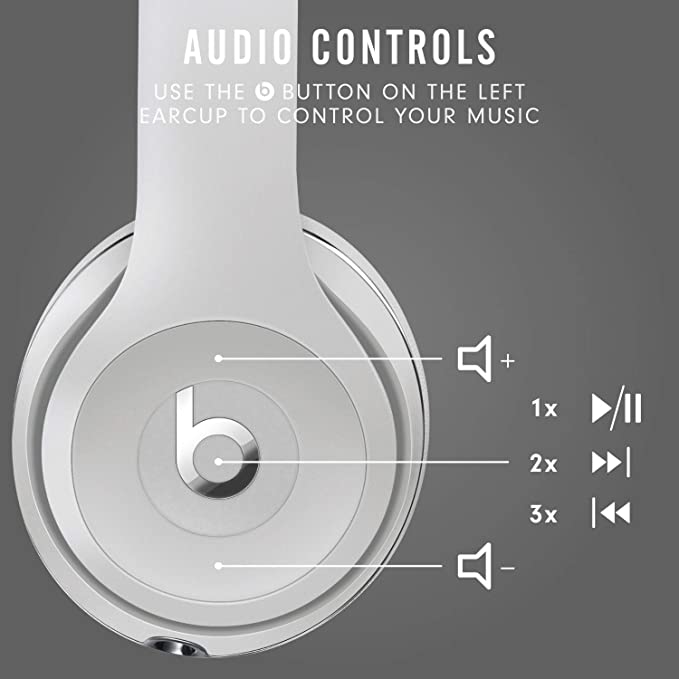 AUDIO CONTROLS
USE THE b BUTTON ON THE LEFT
EARCUP TO CONTROL YOUR MUSIC
+
1x
b
2x
3x
-